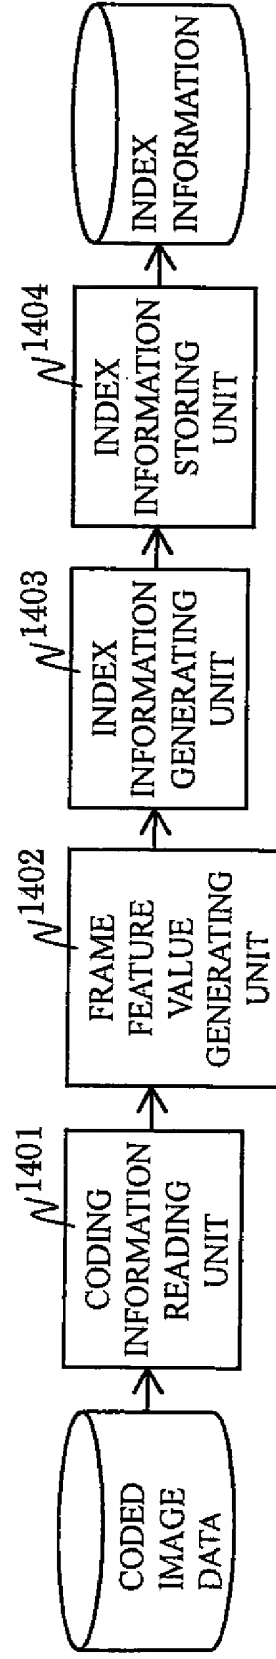 CODED
IMAGE
DATA
1401
CODING
INFORMATION
READING
UNIT
1402
FRAME
FEATURE
VALUE
GENERATING
UNIT
1403
INDEX
INFORMATION
GENERATING
UNIT
1404
INDEX
INFORMATION
STORING
UNIT
INDEX
INFORMATION